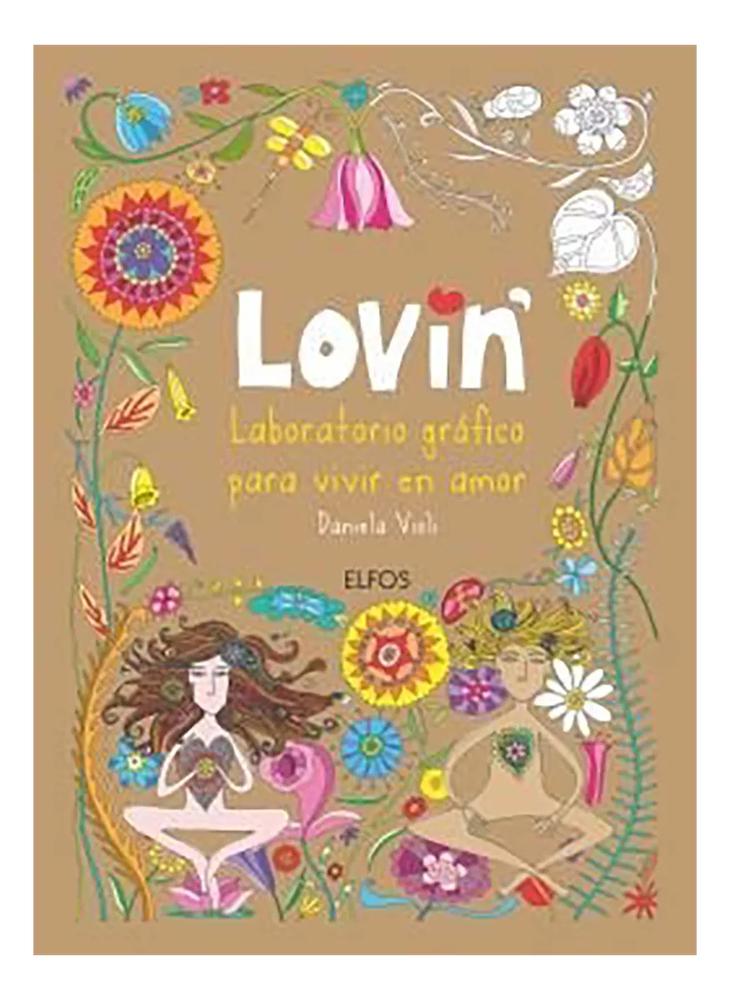 Lovin'
Laboratorio gráfico
para vivir en amor
Daniela Violi
ELFOS